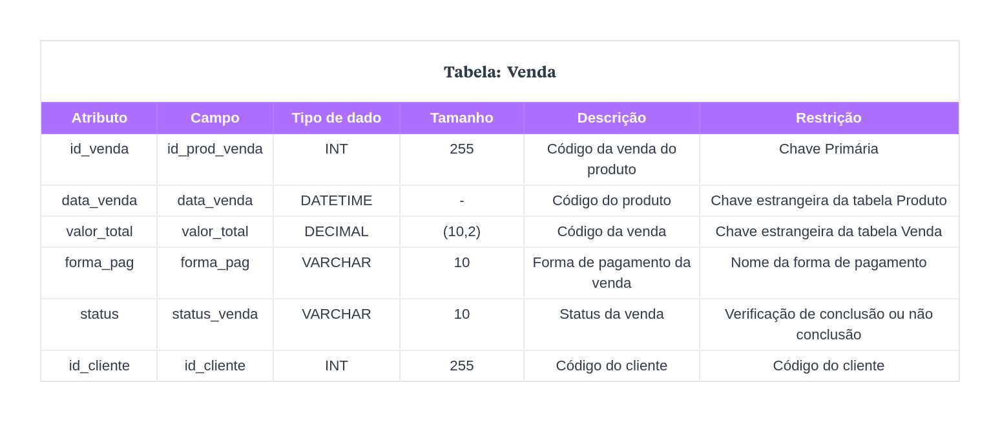 Tabela: Venda
Atributo Campo Tipo de dado Tamanho Descrição Restrição
id_venda id_prod_venda INT 255 Código da venda do Chave Primária
produto
data_venda data_venda DATETIME - Código do produto Chave estrangeira da tabela Produto
valor_total valor_total DECIMAL (10,2) Código da venda Chave estrangeira da tabela Venda
forma_pag forma_pag VARCHAR 10 Forma de pagamento da Nome da forma de pagamento
venda
status status_venda VARCHAR 10 Status da venda Verificação de conclusão ou não
conclusão
id_cliente id_cliente INT 255 Código do cliente Código do cliente